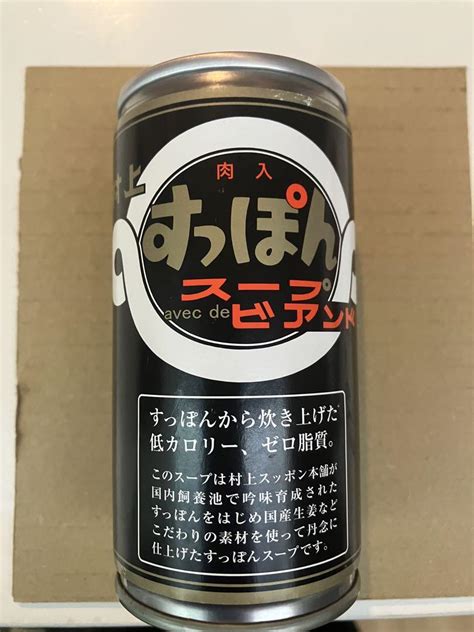 村上
肉入
すっぽん
スープ
avec de ビアンド
すっぽんから炊き上げた
低カロリー、ゼロ脂質。
このスープは村上スッポン本舗が
国内飼養池で吟味育成された
すっぽんをはじめ国産生姜など
こだわりの素材を使って丹念に
仕上げたすっぽんスープです。